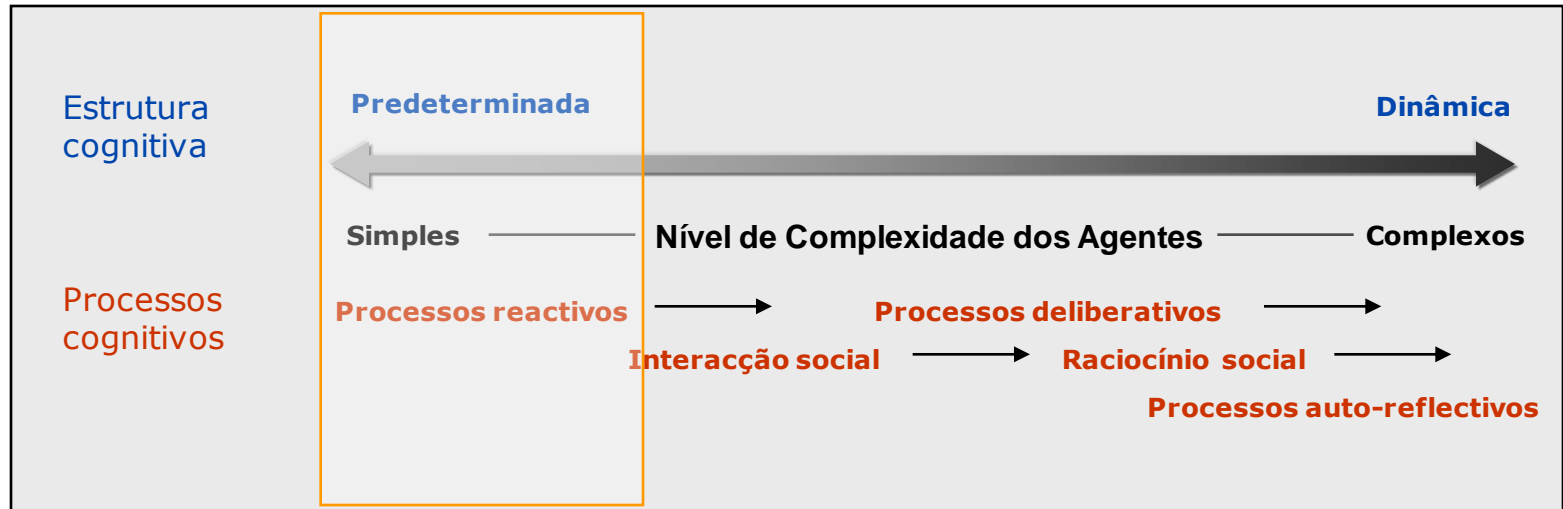 Estrutura
cognitiva
Predeterminada
Dinâmica
Simples
Nível de Complexidade dos Agentes
Complexos
Processos
cognitivos
Processos reactivos
Processos deliberativos
Interacção social
Raciocínio social
Processos auto-reflectivos